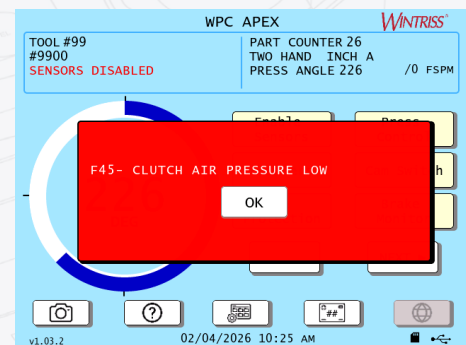 WPC APEX
WINTRISS
TOOL #99
#9900
SENSORS DISABLED
PART COUNTER 26
TWO HAND INCH A
PRESS ANGLE 226 /0 FSPM
F45- CLUTCH AIR PRESSURE LOW
226
OK
?
_##_
v1.03.2
02/04/2026 10:25 AM